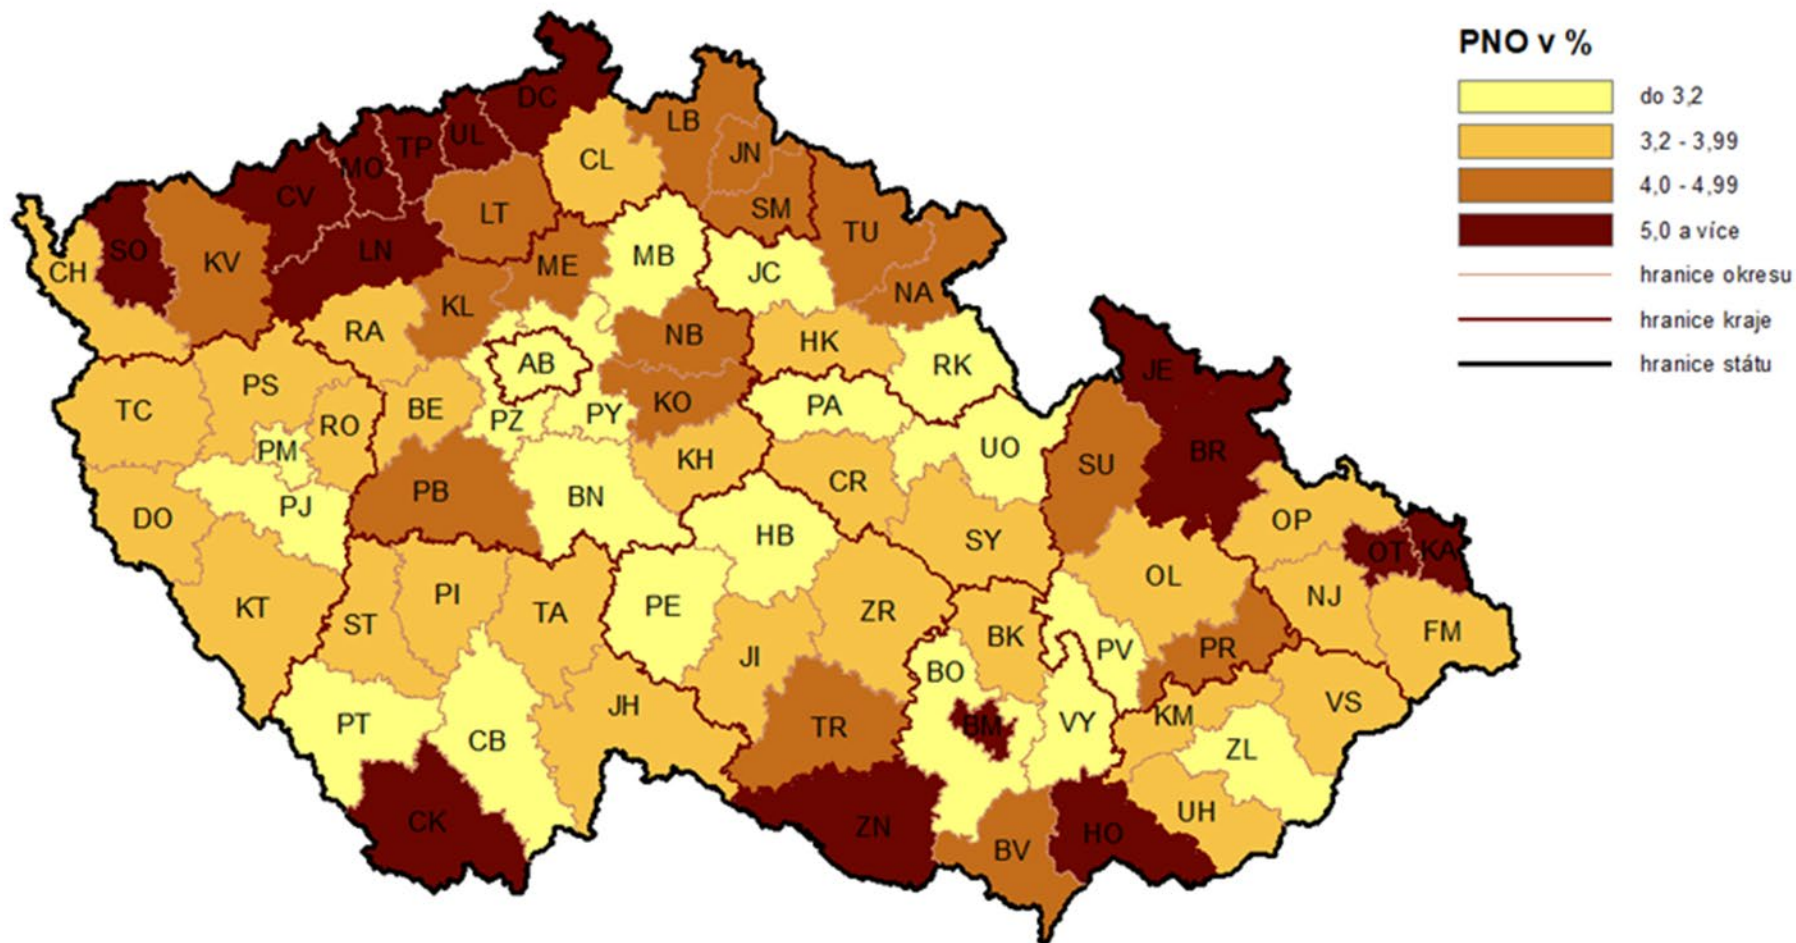 PNO v %
do 3,2
3,2 - 3,99
4,0 - 4,99
5,0 a více
hranice okresu
hranice kraje
hranice státu
DC
UL
TP
MO
CV
LB
JN
CL
SM
LT
LN
SO
KV
CH
ME
MB
JC
TU
NA
KL
RA
NB
HK
AB
RK
JE
PS
TC
RO
BE
PZ
PY
KO
PA
PM
KH
UO
SU
BR
CR
PB
BN
PJ
DO
HB
SY
OP
OT
KA
OL
NJ
KT
ST
PI
TA
PE
ZR
BK
PV
PR
FM
JI
BO
PT
CB
JH
TR
BM
VY
KM
VS
ZL
UH
CK
ZN
BV
HO